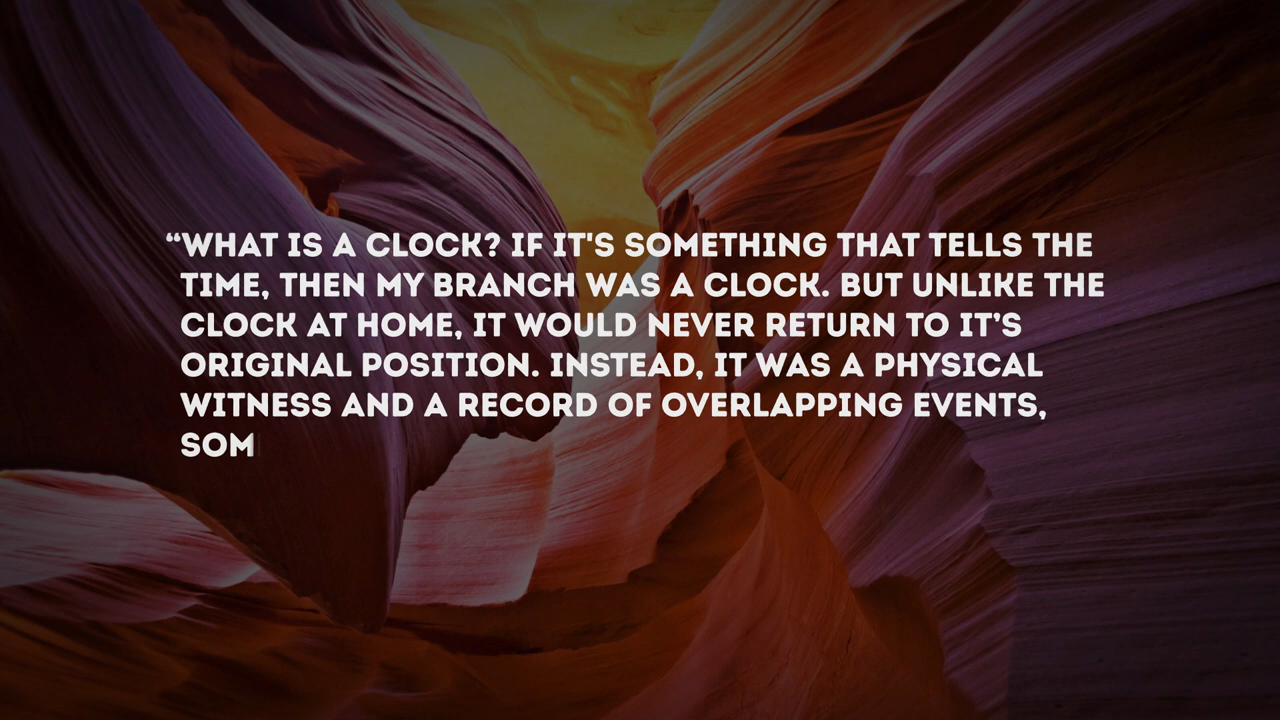 “WHAT IS A CLOCK? IF IT'S SOMETHING THAT TELLS THE
TIME, THEN MY BRANCH WAS A CLOCK. BUT UNLIKE THE
CLOCK AT HOME, IT WOULD NEVER RETURN TO IT’S
ORIGINAL POSITION. INSTEAD, IT WAS A PHYSICAL
WITNESS AND A RECORD OF OVERLAPPING EVENTS,
SOM